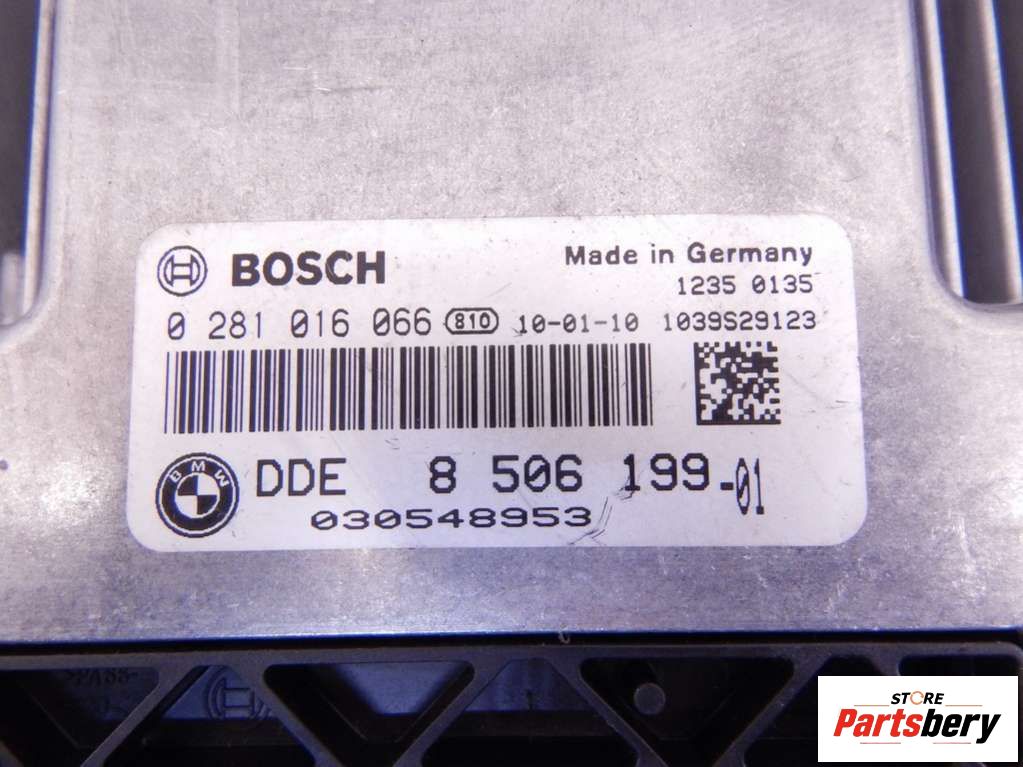 BOSCH Made in Germany
1235 0135
0 281 016 066 810 10-01-10 1039S29123
BMW DDE 8 506 199-01
030548953
STORE
Partsbery